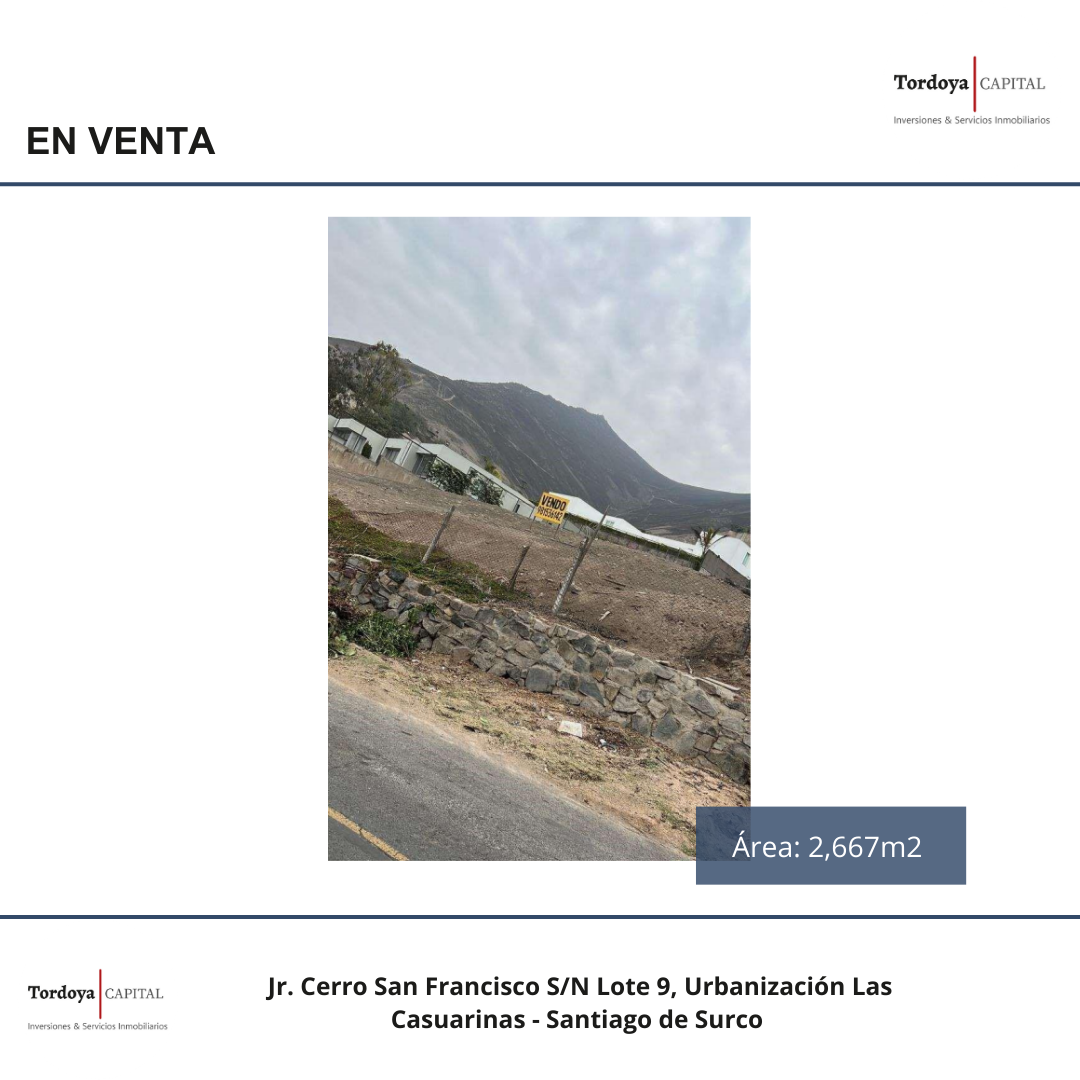 Tordoya CAPITAL
Inversiones & Servicios Inmobiliarios
EN VENTA
VENDO
Área: 2,667m2
Tordoya CAPITAL
Inversiones & Servicios Inmobiliarios
Jr. Cerro San Francisco S/N Lote 9, Urbanización Las
Casuarinas - Santiago de Surco